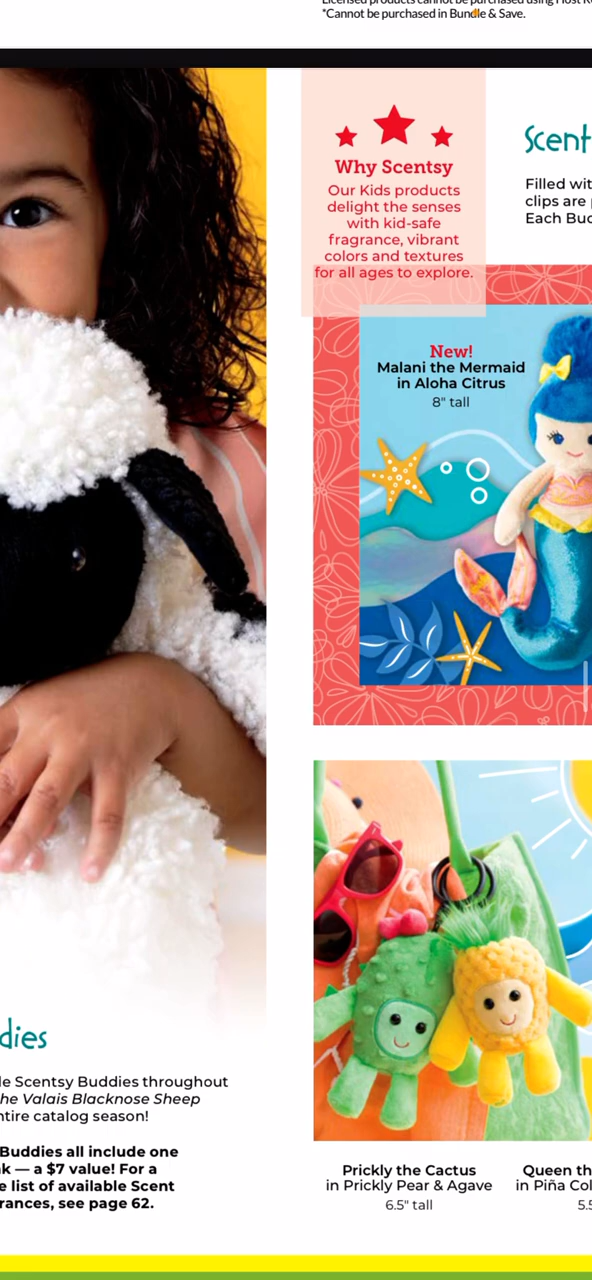 *Cannot be purchased in Bundle & Save.
Why Scentsy
Our Kids products
delight the senses
with kid-safe
fragrance, vibrant
colors and textures
for all ages to explore.
Scent
Filled wit
clips are
Each Buc
New!
Malani the Mermaid
in Aloha Citrus
8" tall
dies
le Scentsy Buddies throughout
he Valais Blacknose Sheep
ntire catalog season!
Buddies all include one
k — a $7 value! For a
e list of available Scent
rances, see page 62.
Prickly the Cactus
in Prickly Pear & Agave
6.5" tall
Queen th
in Piña Col
5.5